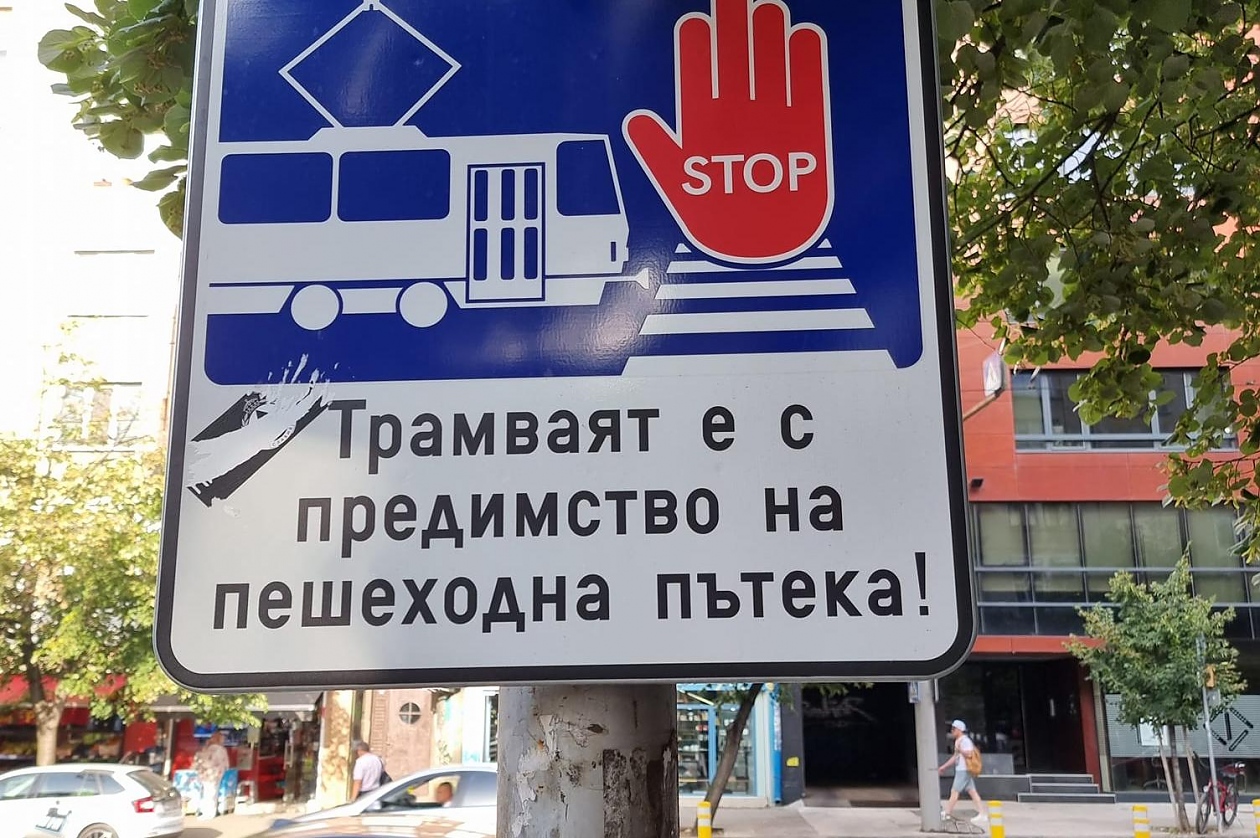 STOP
Трамваят е с
предимство на
пешеходна пътека!